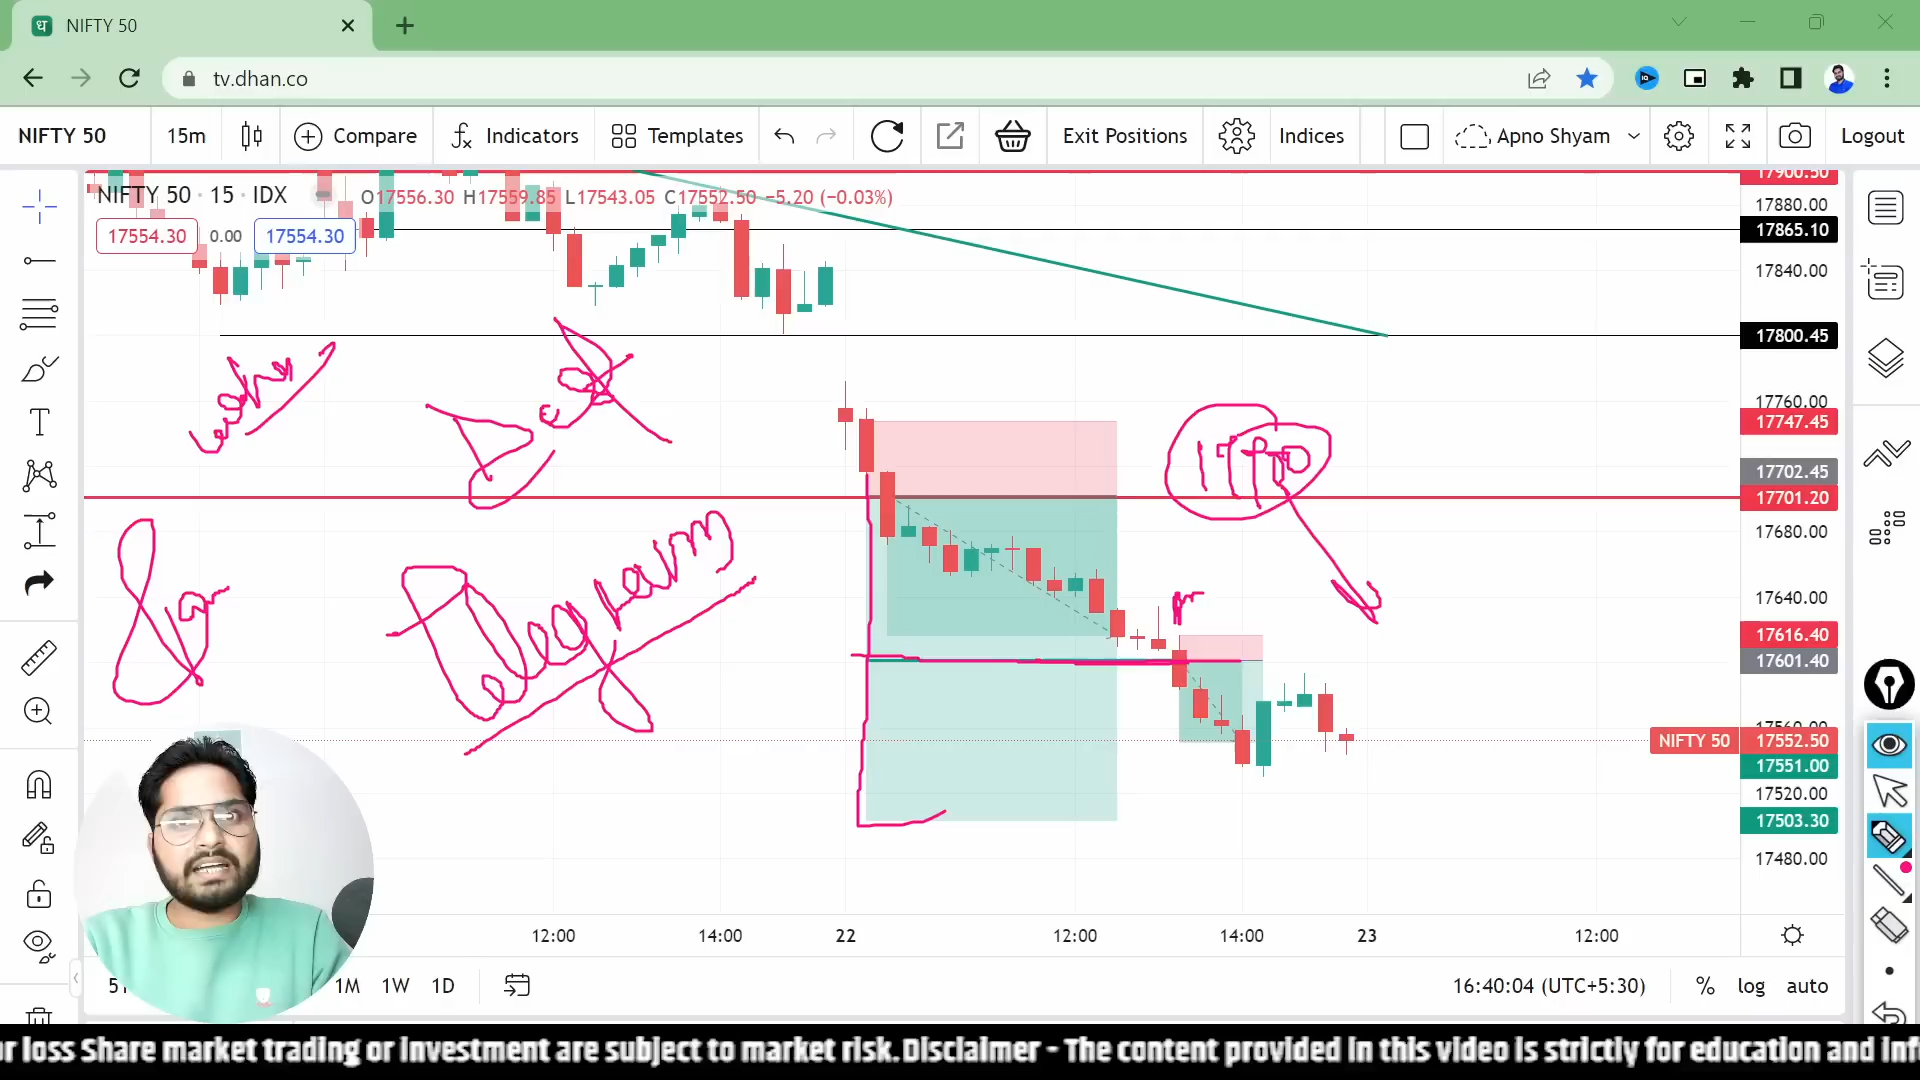 NIFTY 50
tv.dhan.co
NIFTY 50 15m Compare Indicators Templates Exit Positions Indices Apno Shyam Logout
NIFTY 50 · 15 · IDX O17556.30 H17559.85 L17543.05 C17552.50 −5.20 (−0.03%)
17554.30 0.00 17554.30
17900.50
17880.00
17865.10
17840.00
17800.45
17760.00
17747.45
17702.45
17701.20
17680.00
17640.00
17616.40
17601.40
17560.00
NIFTY 50 17552.50
17551.00
17520.00
17503.30
17480.00
12:00 14:00 22 12:00 14:00 23 12:00
1M 1W 1D 16:40:04 (UTC+5:30) % log auto
or loss Share market trading or investment are subject to market risk. Disclaimer - The content provided in this video is strictly for education and inf